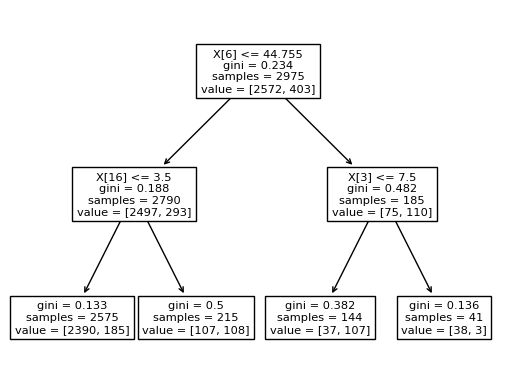 X[6] <= 44.755
gini = 0.234
samples = 2975
value = [2572, 403]
X[16] <= 3.5
gini = 0.188
samples = 2790
value = [2497, 293]
X[3] <= 7.5
gini = 0.482
samples = 185
value = [75, 110]
gini = 0.133
samples = 2575
value = [2390, 185]
gini = 0.5
samples = 215
value = [107, 108]
gini = 0.382
samples = 144
value = [37, 107]
gini = 0.136
samples = 41
value = [38, 3]